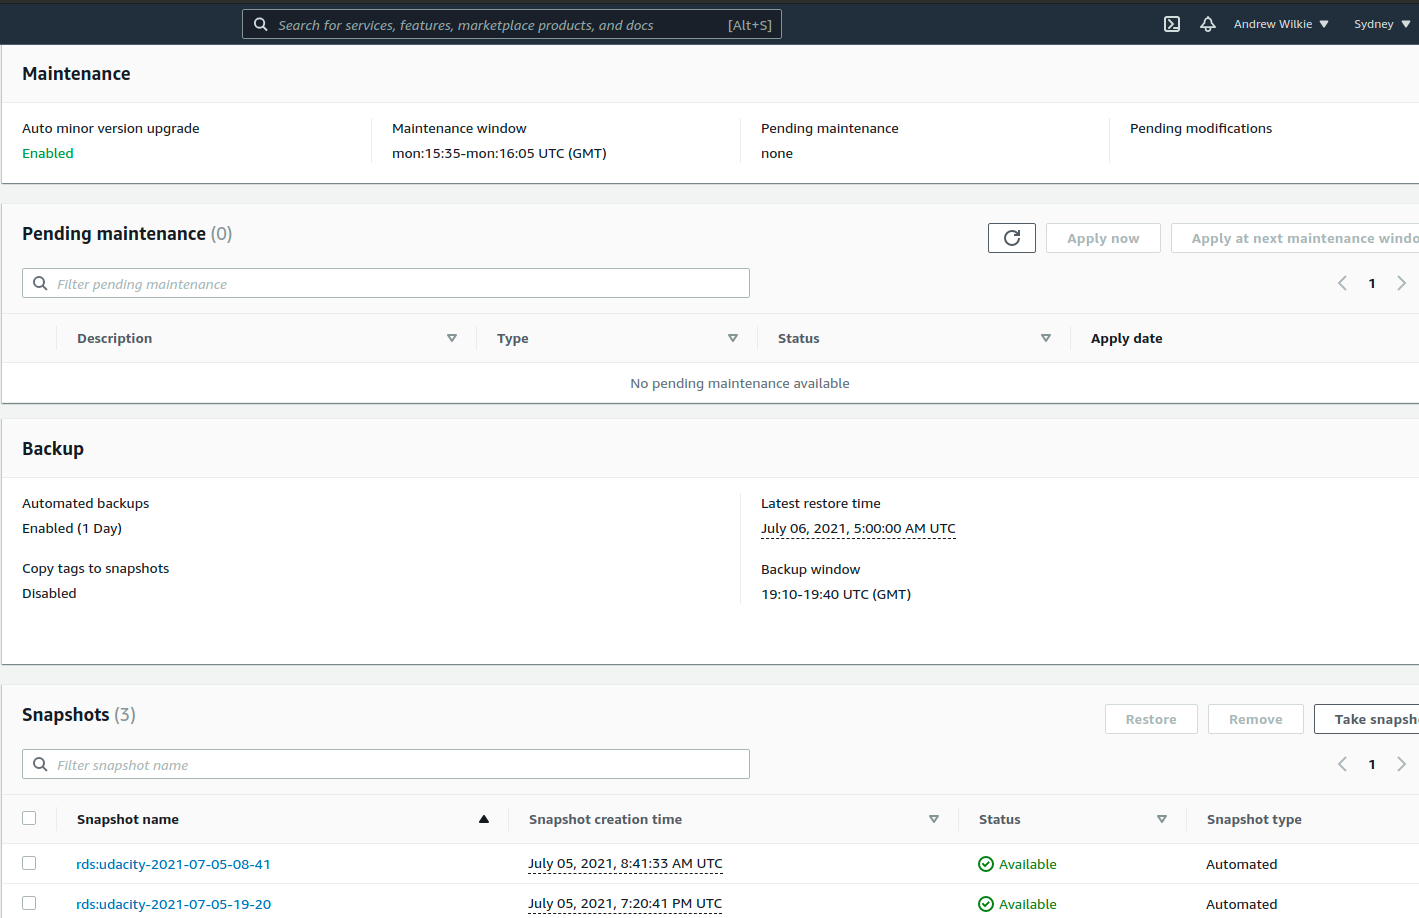 Search for services, features, marketplace products, and docs [Alt+S] Andrew Wilkie Sydney
Maintenance
Auto minor version upgrade Maintenance window Pending maintenance Pending modifications
Enabled mon:15:35-mon:16:05 UTC (GMT) none
Pending maintenance (0) Apply now Apply at next maintenance windo
Filter pending maintenance 1
Description Type Status Apply date
No pending maintenance available
Backup
Automated backups Latest restore time
Enabled (1 Day) July 06, 2021, 5:00:00 AM UTC
Copy tags to snapshots Backup window
Disabled 19:10-19:40 UTC (GMT)
Snapshots (3) Restore Remove Take snapsh
Filter snapshot name 1
Snapshot name Snapshot creation time Status Snapshot type
rds:udacity-2021-07-05-08-41 July 05, 2021, 8:41:33 AM UTC Available Automated
rds:udacity-2021-07-05-19-20 July 05, 2021, 7:20:41 PM UTC Available Automated